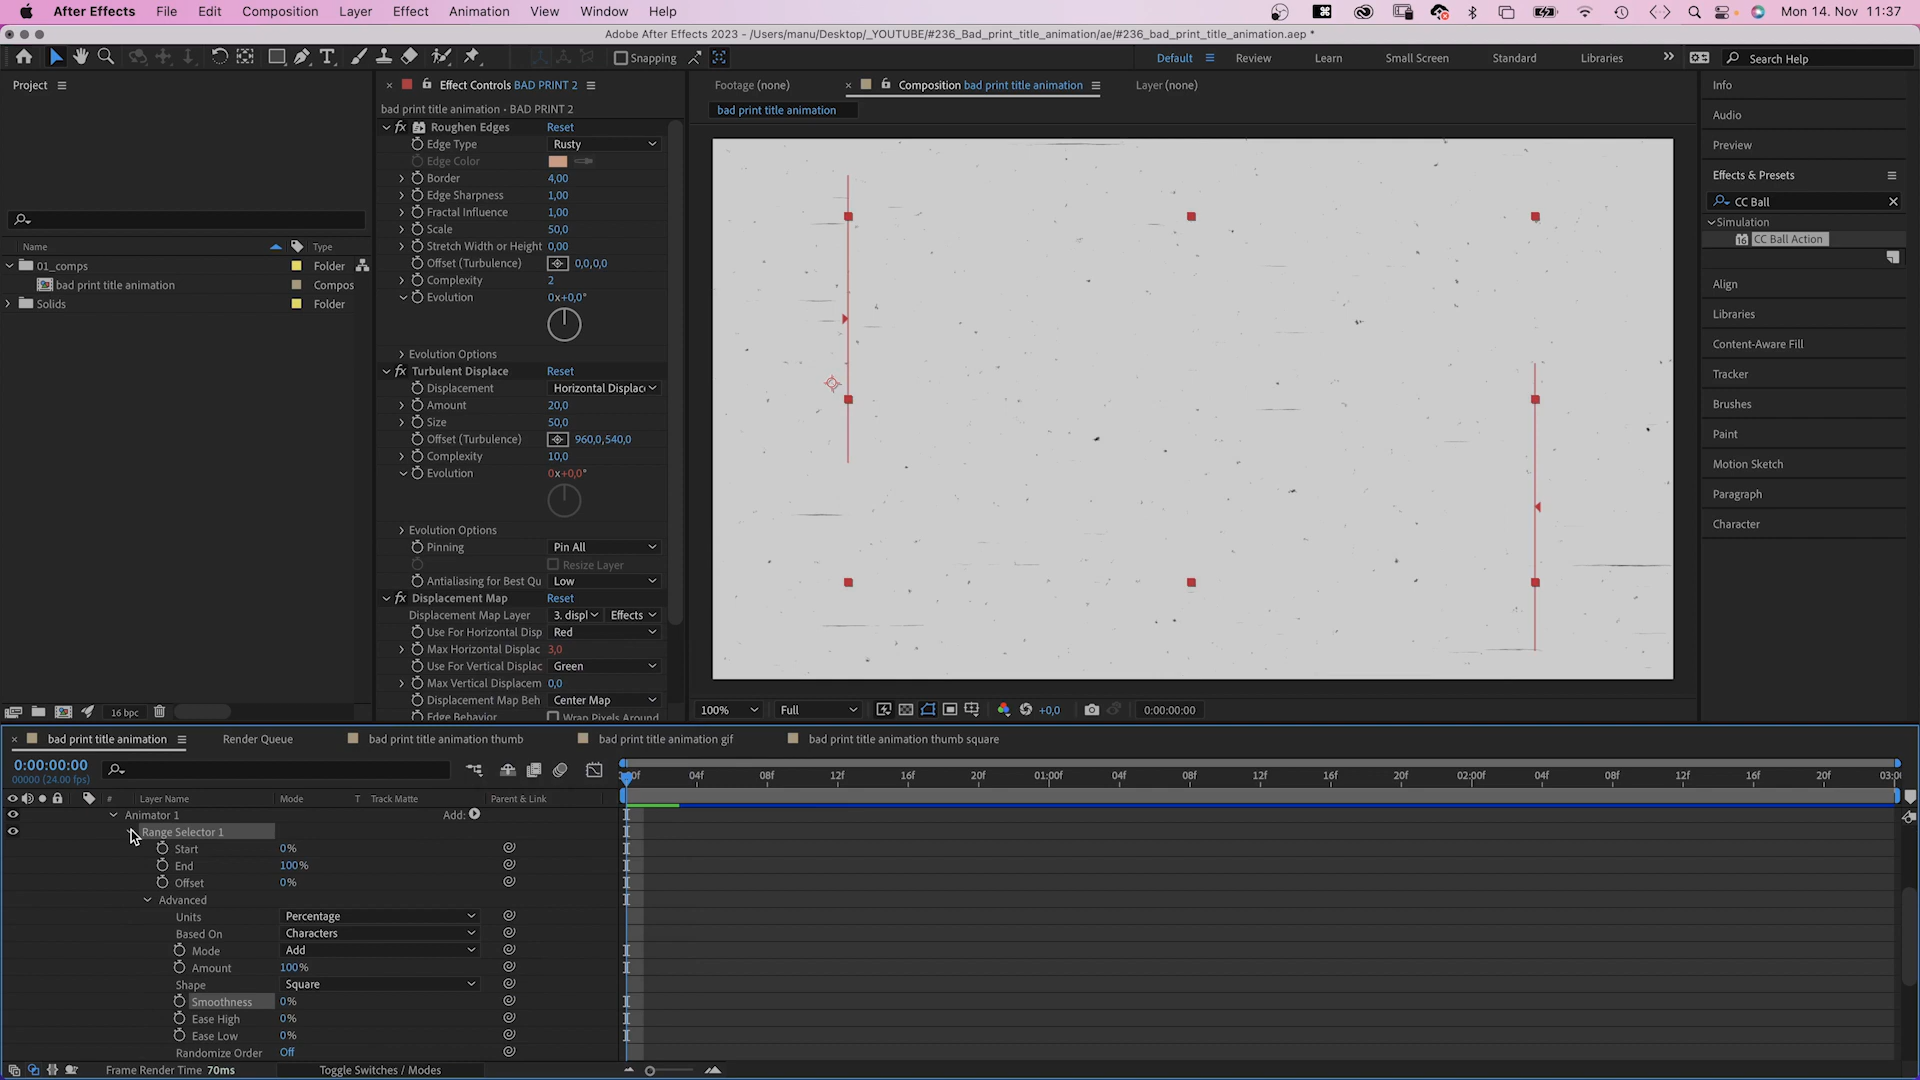 After Effects File Edit Composition Layer Effect Animation View Window Help Mon 14. Nov 11:37
Adobe After Effects 2023 - /Users/manu/Desktop/_YOUTUBE/#236_Bad_print_title_animation/ae/#236_bad_print_title_animation.aep *
Snapping Default Review Learn Small Screen Standard Libraries Search Help
Project Effect Controls BAD PRINT 2 Footage (none) Composition bad print title animation Layer (none) Info
bad print title animation • BAD PRINT 2 bad print title animation
Audio
Roughen Edges Reset
Edge Type Rusty Preview
Edge Color
Border 4,00 Effects & Presets
Edge Sharpness 1,00 CC Ball
Fractal Influence 1,00 Simulation
Scale 50,0 16 CC Ball Action
Stretch Width or Height 0,00
Name Type
01_comps Folder
Offset (Turbulence) 0,0,0,0
bad print title animation Compos
Complexity 2 Align
Solids Folder
Evolution 0x+0,0°
Libraries
Content-Aware Fill
Evolution Options
Turbulent Displace Reset Tracker
Displacement Horizontal Displac
Amount 20,0 Brushes
Size 50,0
Offset (Turbulence) 960,0,540,0 Paint
Complexity 10,0
Evolution 0x+0,0° Motion Sketch
Paragraph
Evolution Options Character
Pinning Pin All
Resize Layer
Antialiasing for Best Qu Low
Displacement Map Reset
Displacement Map Layer 3. displ Effects
Use For Horizontal Disp Red
Max Horizontal Displac 3,0
Use For Vertical Displac Green
Max Vertical Displacem 0,0
Displacement Map Beh Center Map
Edge Behavior Wrap Pixels Around
16 bpc 100% Full +0,0 0:00:00:00
bad print title animation Render Queue bad print title animation thumb bad print title animation gif bad print title animation thumb square
0:00:00:00
00000 (24.00 fps)
04f 08f 12f 16f 20f 01:00f 04f 08f 12f 16f 20f 02:00f 04f 08f 12f 16f 20f 03:0
# Layer Name Mode T Track Matte Parent & Link
Animator 1 Add:
Range Selector 1
Start 0%
End 100%
Offset 0%
Advanced
Units Percentage
Based On Characters
Mode Add
Amount 100%
Shape Square
Smoothness 0%
Ease High 0%
Ease Low 0%
Randomize Order Off
Frame Render Time 70ms Toggle Switches / Modes